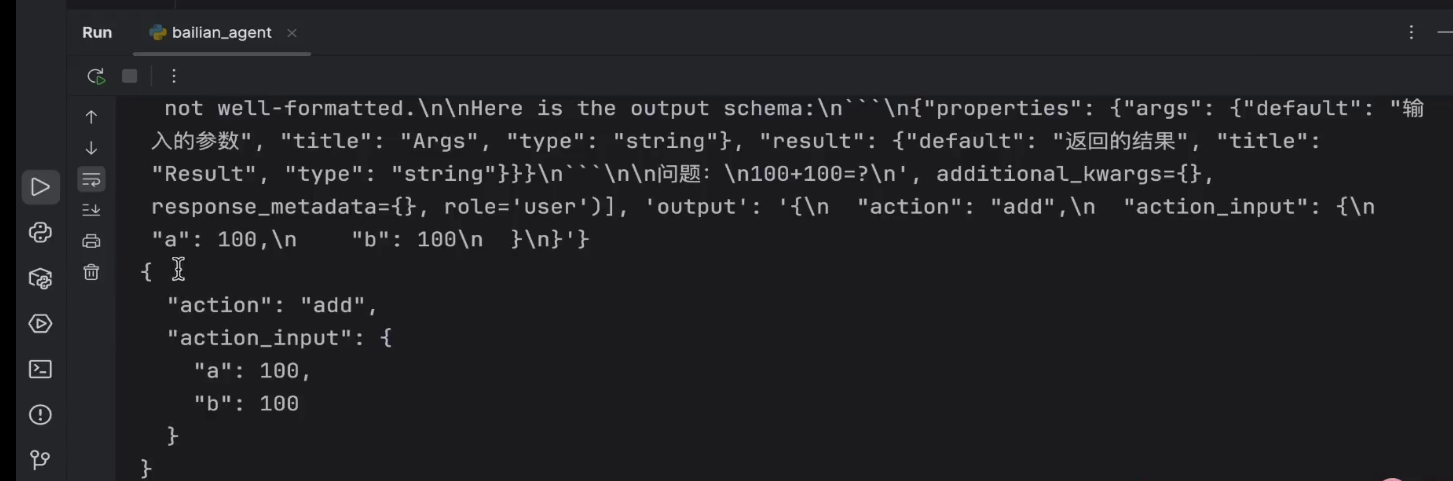 Run bailian_agent
not well-formatted.\n\nHere is the output schema:\n```\n{"properties": {"args": {"default": "输
入的参数", "title": "Args", "type": "string"}, "result": {"default": "返回的结果", "title":
"Result", "type": "string"}}}\n```\n\n问题：\n100+100=?\n', additional_kwargs={},
response_metadata={}, role='user')], 'output': '{\n  "action": "add",\n  "action_input": {\n
"a": 100,\n    "b": 100\n  }\n}'}
{
  "action": "add",
  "action_input": {
    "a": 100,
    "b": 100
  }
}